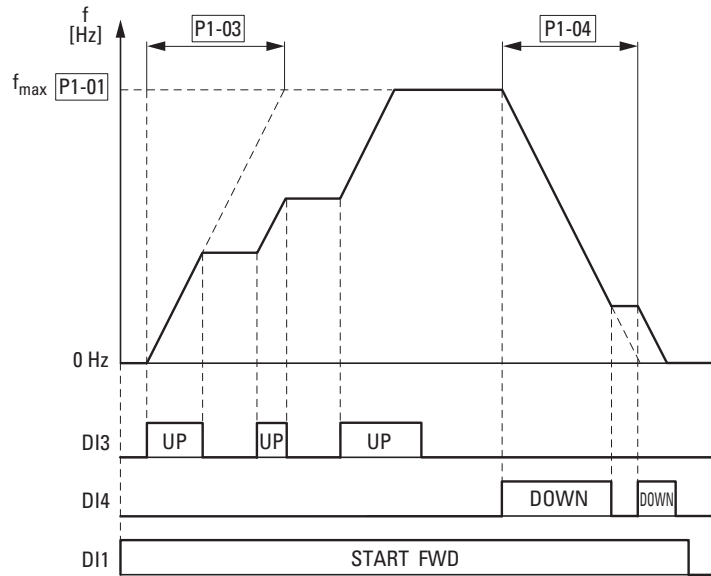 f
[Hz]
P1-03
P1-04
fmax P1-01
0 Hz
DI3 UP UP UP
DI4 DOWN DOWN
DI1 START FWD